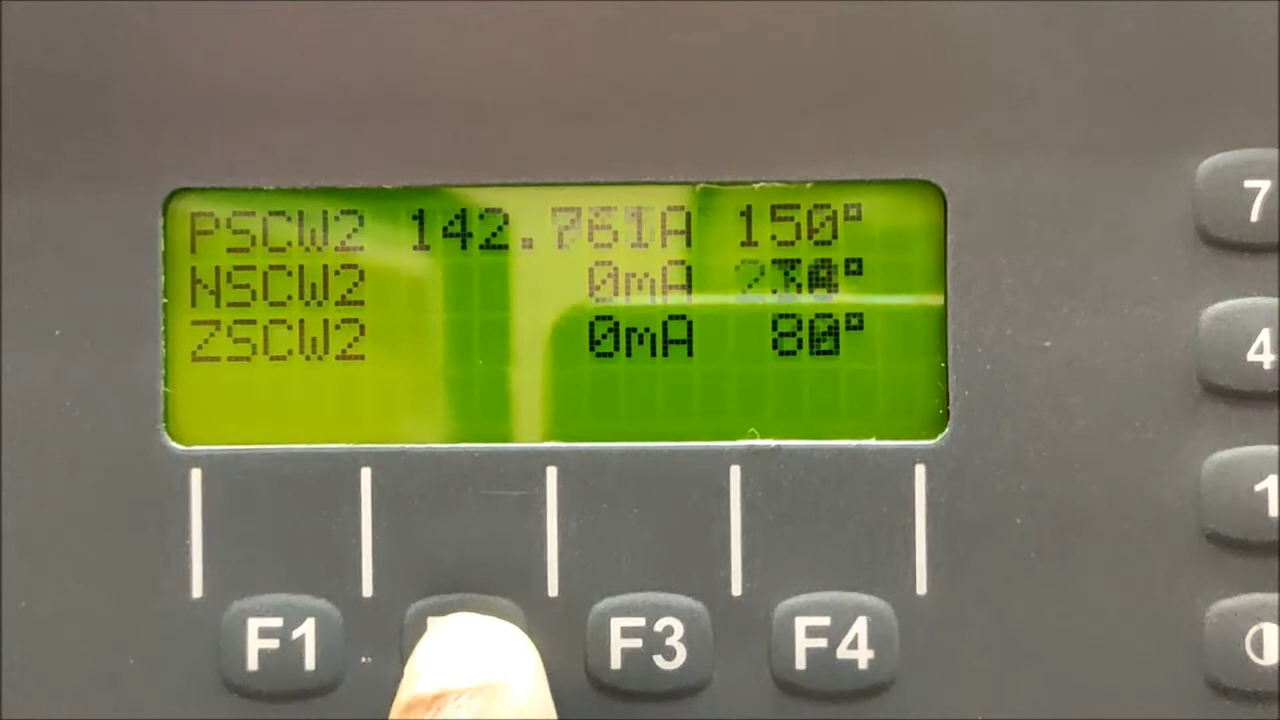 PSCW2 142.761A 150°
NSCW2 0mA
ZSCW2 0mA 80°
F1 F3 F4
7
4
1